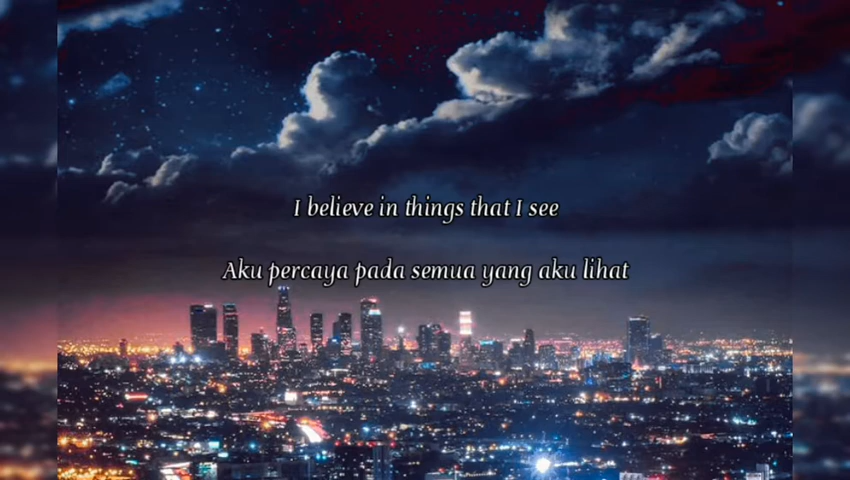 I believe in things that I see
Aku percaya pada semua yang aku lihat